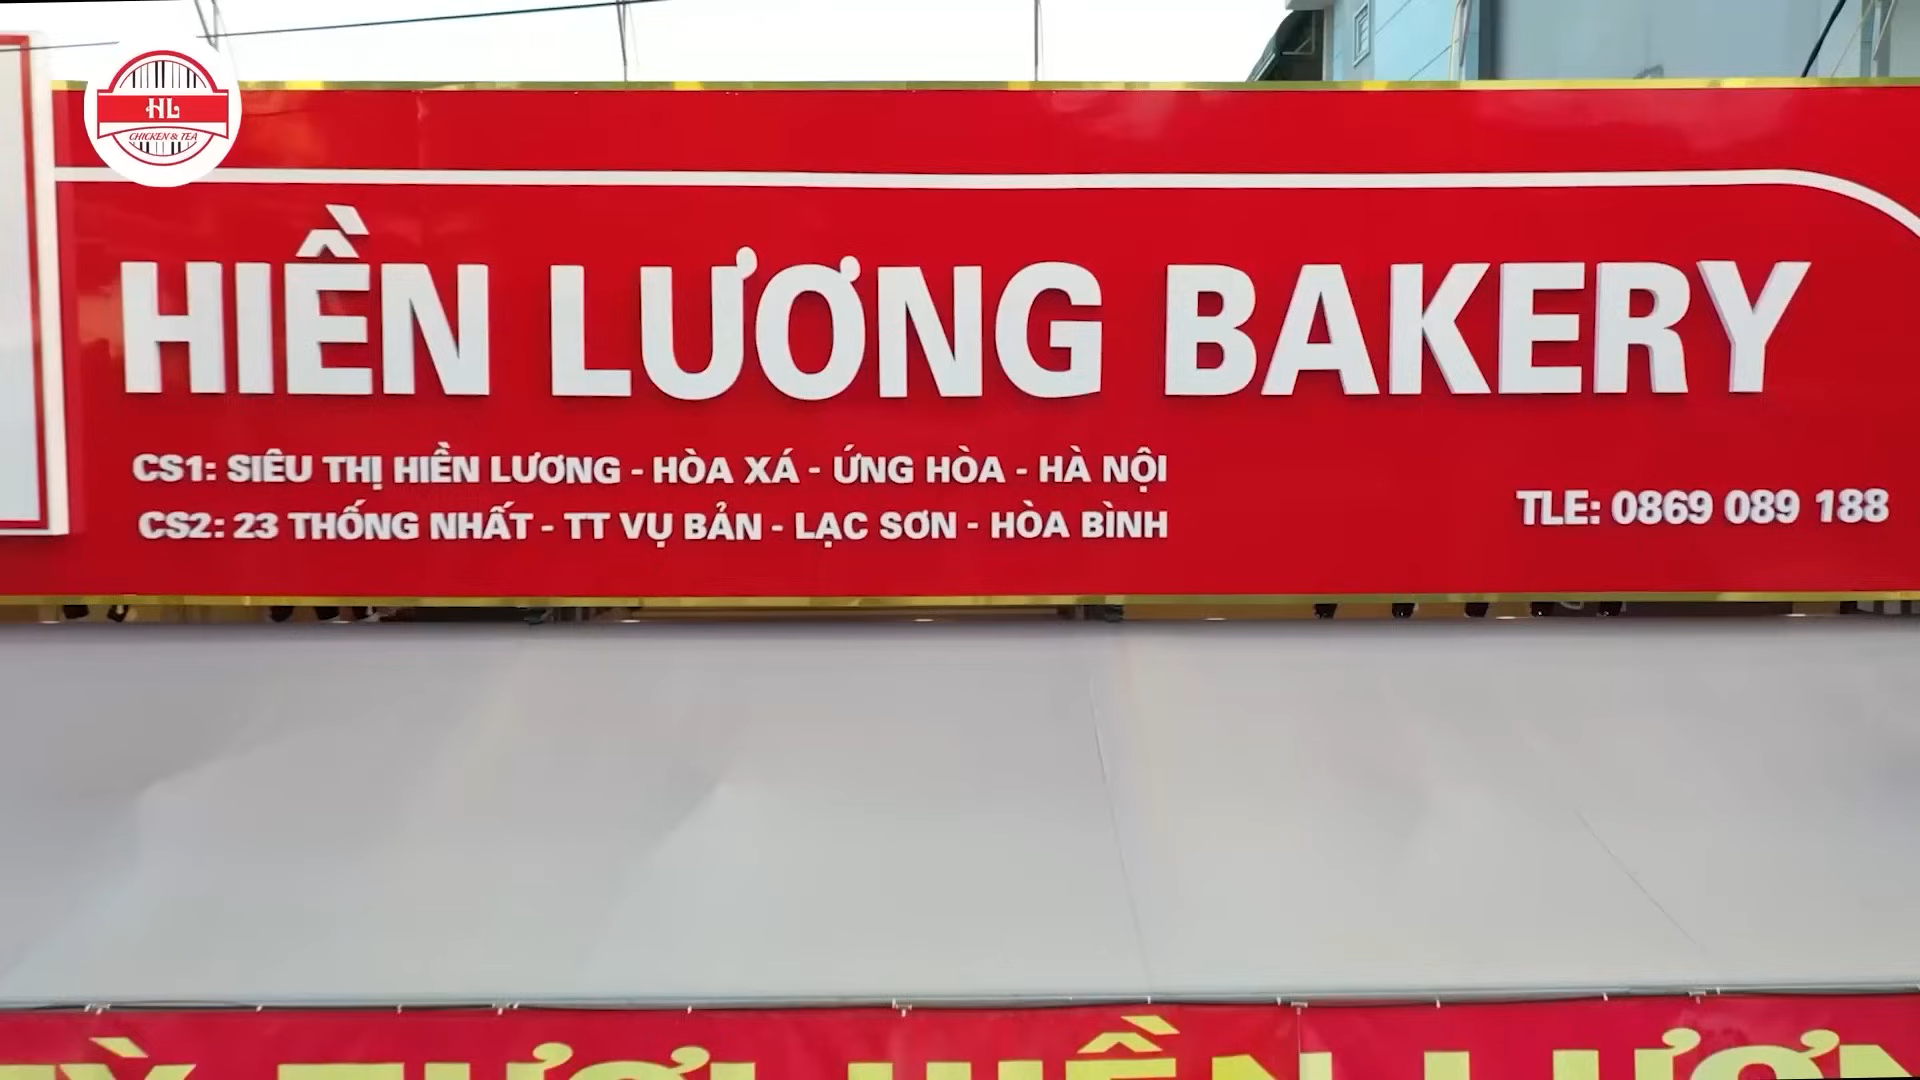 HL
CHICKEN & TEA
HIỀN LƯƠNG BAKERY
CS1: SIÊU THỊ HIỀN LƯƠNG - HÒA XÁ - ỨNG HÒA - HÀ NỘI
CS2: 23 THỐNG NHẤT - TT VỤ BẢN - LẠC SƠN - HÒA BÌNH
TLE: 0869 089 188